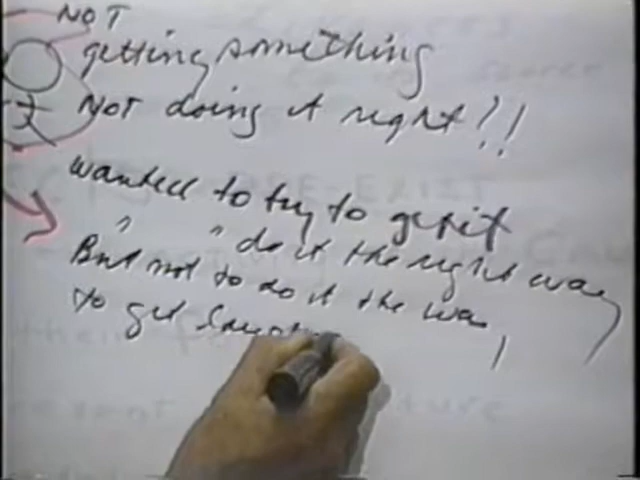 NOT
getting something
NOT doing it right?!!
wanted to try to get it
" " do it the right way
But not to do it the way
to get